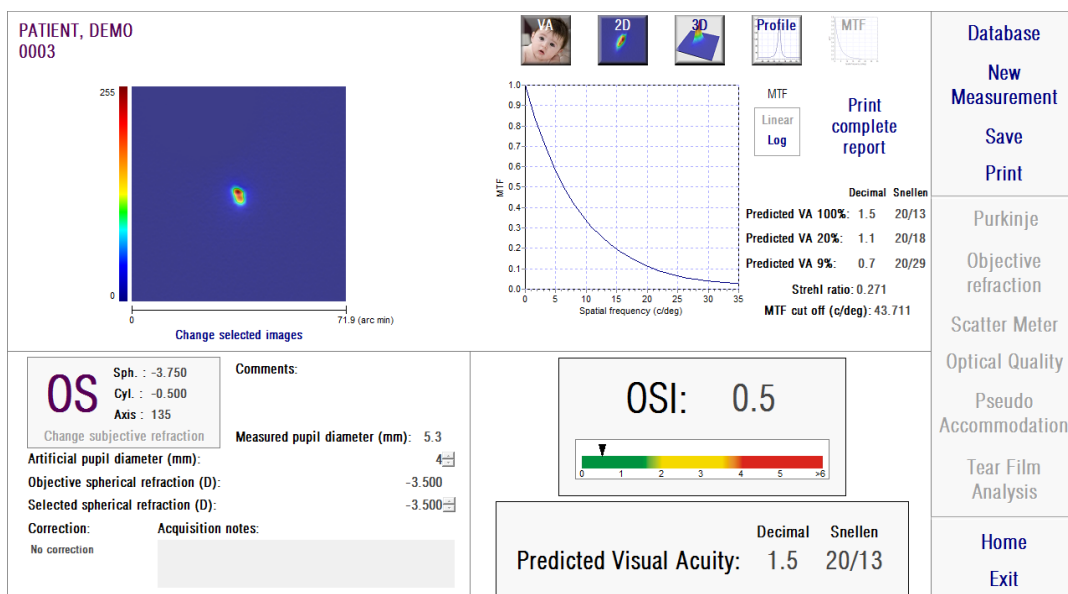 PATIENT, DEMO
0003
VA
2D
3D
Profile
MTF
255
0
0
71.9 (arc min)
Change selected images
1.0
0.9
0.8
0.7
0.6
0.5
0.4
0.3
0.2
0.1
0.0
MTF
0 5 10 15 20 25 30 35
Spatial frequency (c/deg)
MTF
Linear
Log
Print
complete
report
Decimal Snellen
Predicted VA 100%: 1.5 20/13
Predicted VA 20%: 1.1 20/18
Predicted VA 9%: 0.7 20/29
Strehl ratio: 0.271
MTF cut off (c/deg): 43.711
OS
Sph. : -3.750
Cyl. : -0.500
Axis : 135
Change subjective refraction
Comments:
Measured pupil diameter (mm): 5.3
Artificial pupil diameter (mm): 4
Objective spherical refraction (D): -3.500
Selected spherical refraction (D): -3.500
Correction:
No correction
Acquisition notes:
OSI: 0.5
0 1 2 3 4 5 >6
Decimal Snellen
Predicted Visual Acuity: 1.5 20/13
Database
New
Measurement
Save
Print
Purkinje
Objective
refraction
Scatter Meter
Optical Quality
Pseudo
Accommodation
Tear Film
Analysis
Home
Exit